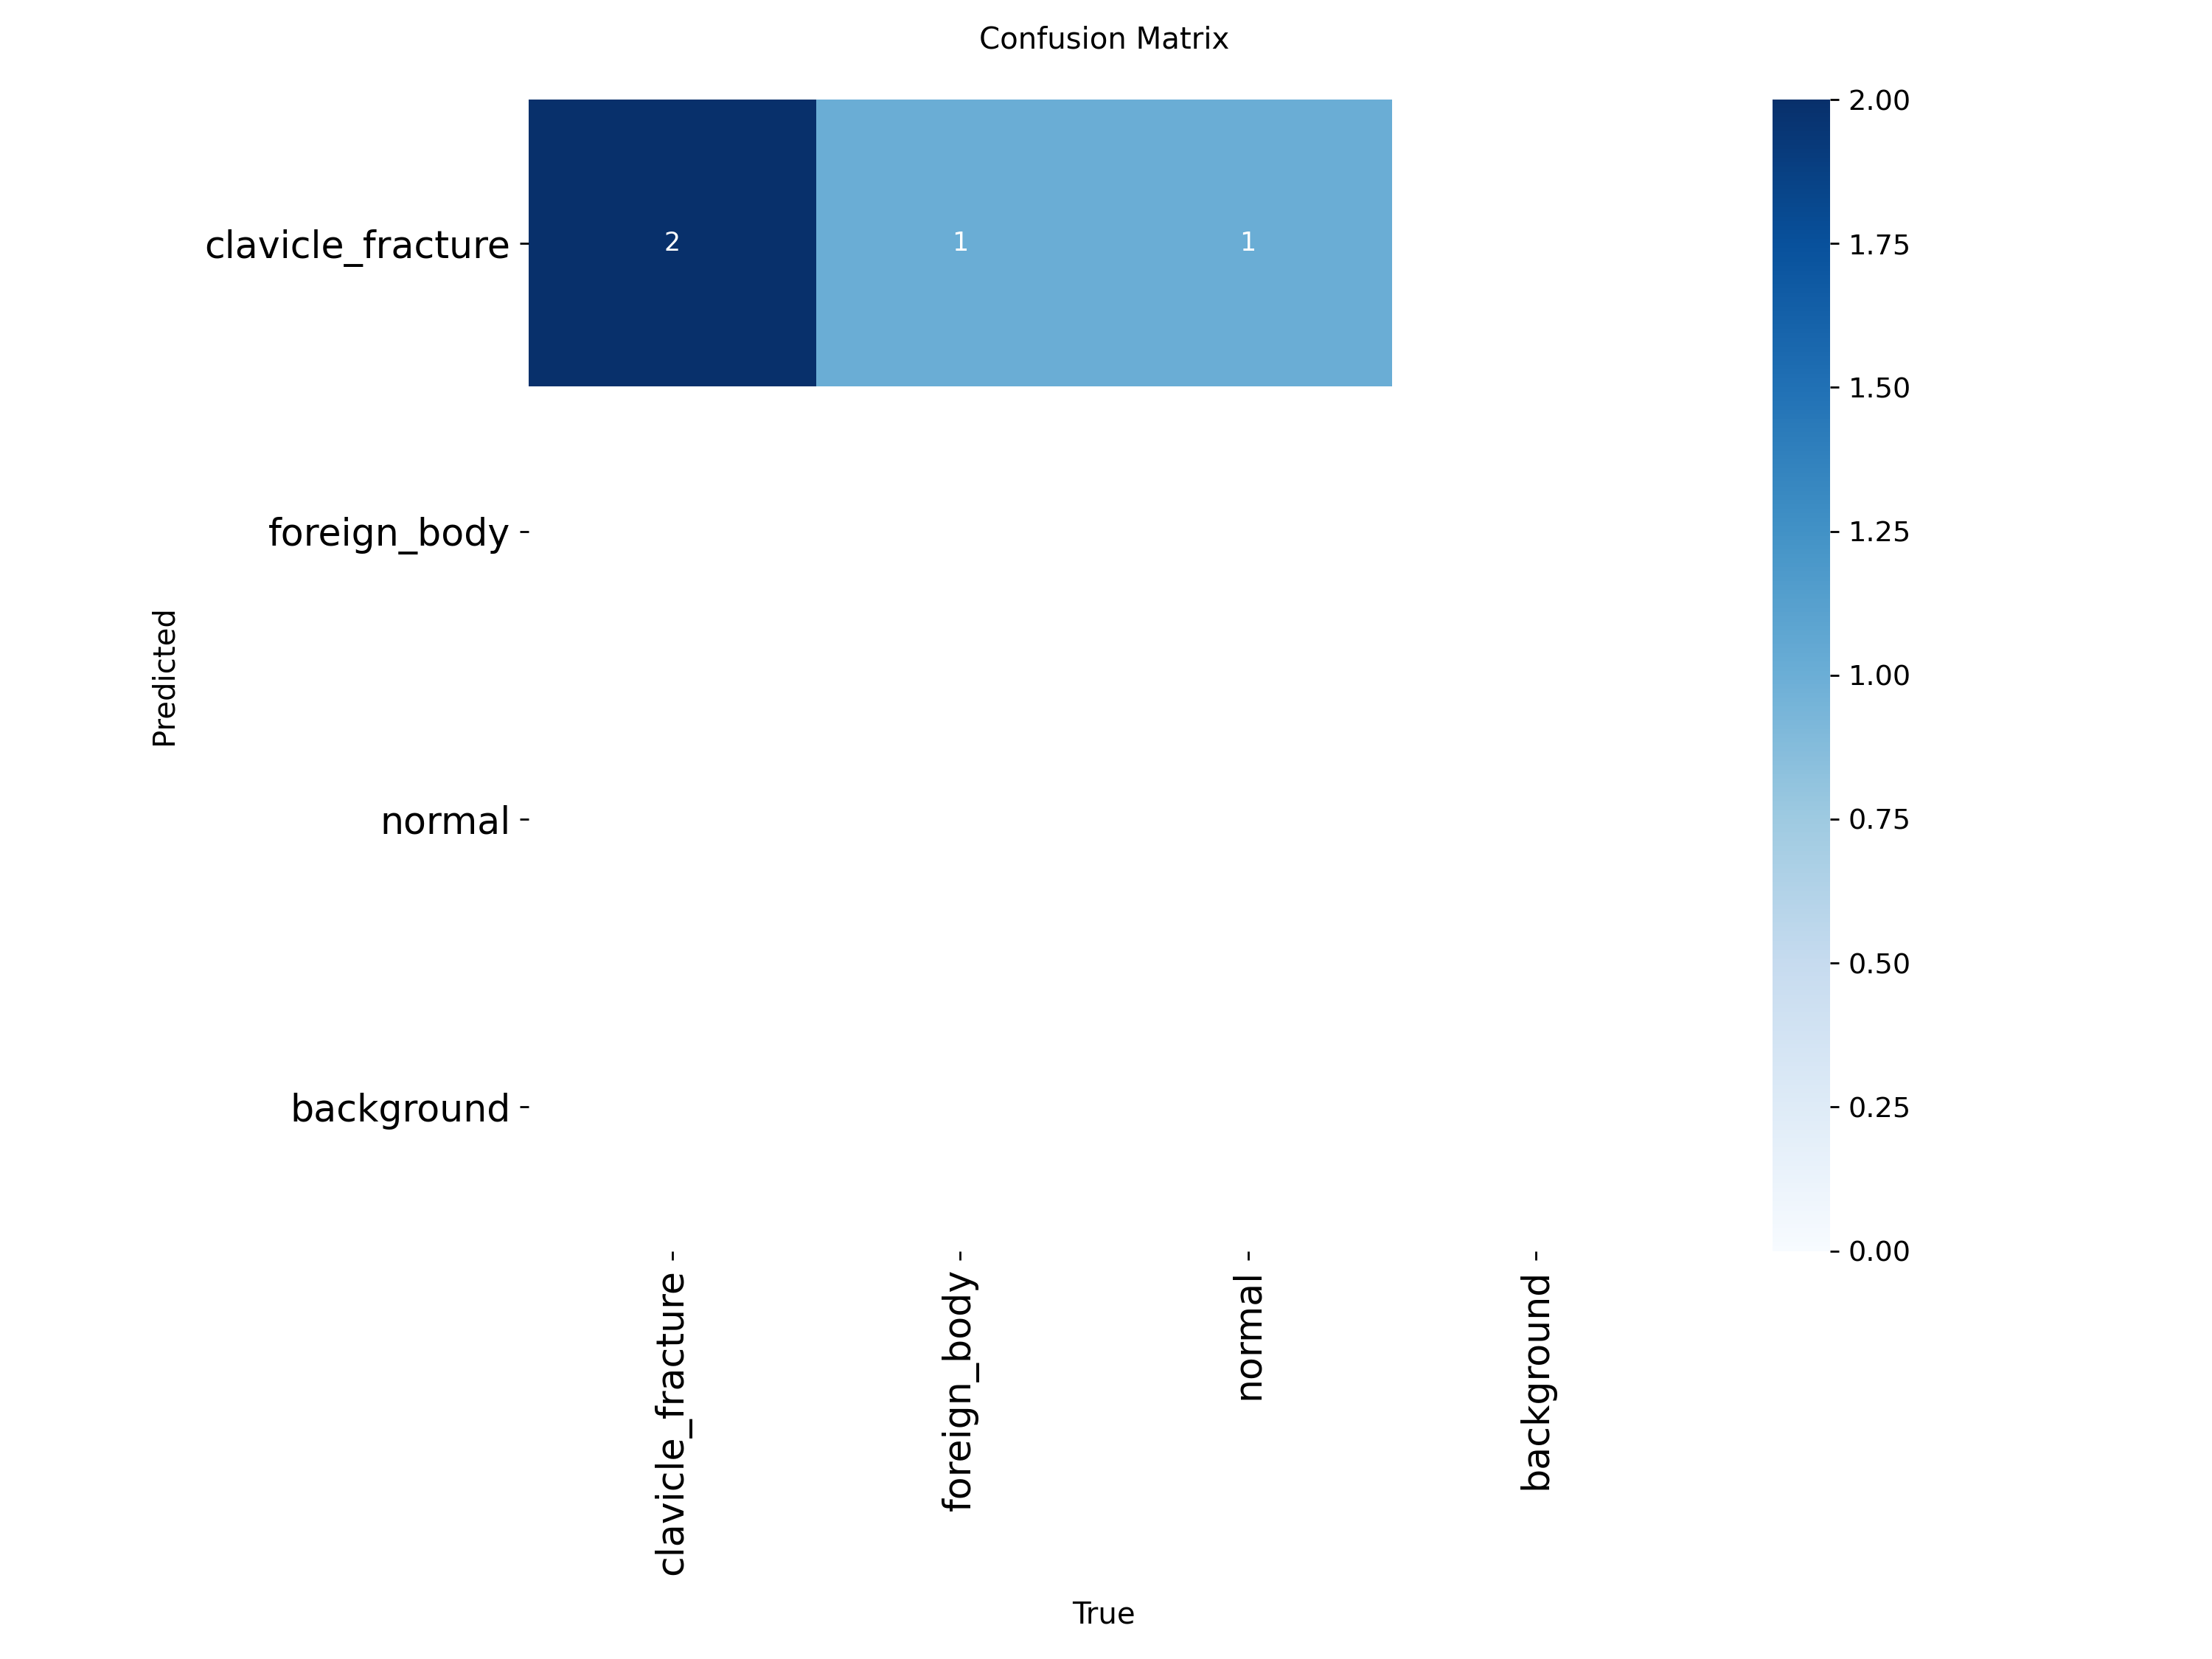 Confusion Matrix
clavicle_fracture
2
1
1
foreign_body
normal
background
Predicted
clavicle_fracture
foreign_body
normal
background
True
2.00
1.75
1.50
1.25
1.00
0.75
0.50
0.25
0.00